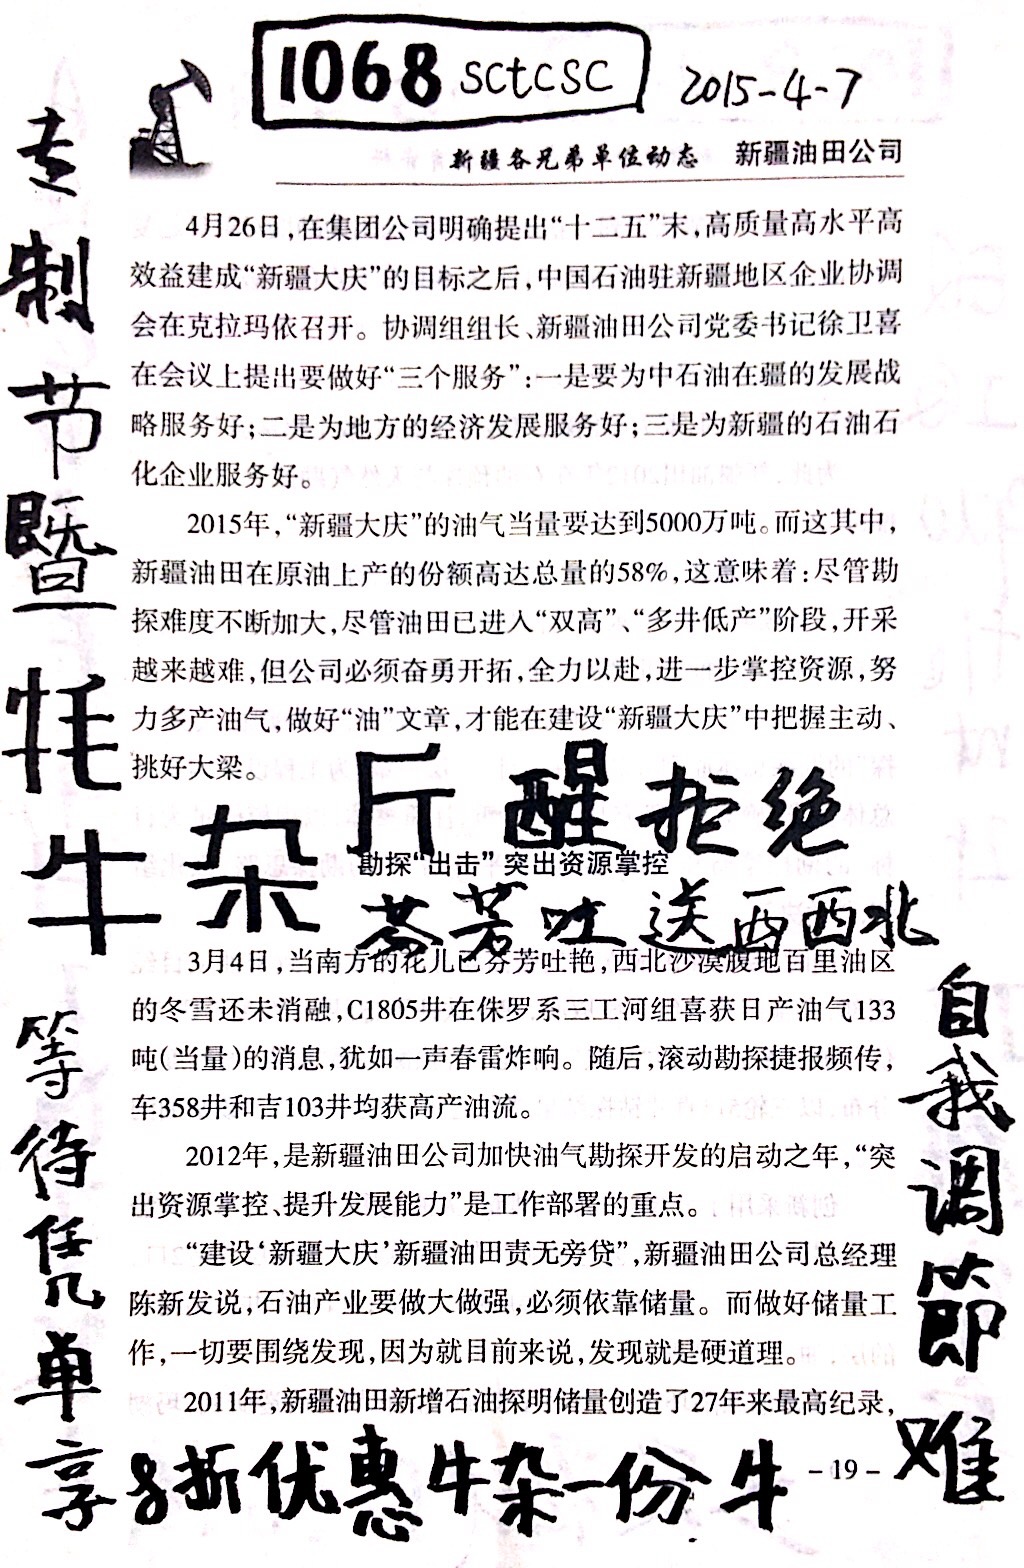 1068 sctcsc 2015-4-7
新疆各兄弟单位动态 新疆油田公司
4月26日,在集团公司明确提出“十二五”末,高质量高水平高
效益建成“新疆大庆”的目标之后,中国石油驻新疆地区企业协调
会在克拉玛依召开。协调组组长、新疆油田公司党委书记徐卫喜
在会议上提出要做好“三个服务”:一是要为中石油在疆的发展战
略服务好;二是为地方的经济发展服务好;三是为新疆的石油石
化企业服务好。
2015年,“新疆大庆”的油气当量要达到5000万吨。而这其中,
新疆油田在原油上产的份额高达总量的58%,这意味着:尽管勘
探难度不断加大,尽管油田已进入“双高”、“多井低产”阶段,开采
越来越难,但公司必须奋勇开拓,全力以赴,进一步掌控资源,努
力多产油气,做好“油”文章,才能在建设“新疆大庆”中把握主动、
挑好大梁。
斤醒拒绝
勘探“出击”突出资源掌控
芬芳吐送西西北
3月4日,当南方的花儿已芬芳吐艳,西北沙漠腹地百里油区
的冬雪还未消融,C1805井在侏罗系三工河组喜获日产油气133
吨(当量)的消息,犹如一声春雷炸响。随后,滚动勘探捷报频传,
车358井和吉103井均获高产油流。
2012年,是新疆油田公司加快油气勘探开发的启动之年,“突
出资源掌控、提升发展能力”是工作部署的重点。
“建设‘新疆大庆’新疆油田责无旁贷”,新疆油田公司总经理
陈新发说,石油产业要做大做强,必须依靠储量。而做好储量工
作,一切要围绕发现,因为就目前来说,发现就是硬道理。
2011年,新疆油田新增石油探明储量创造了27年来最高纪录,
- 19 -
专制节暨牦
牛杂
等待凭单享
8折优惠牛杂一份牛
自我调節难